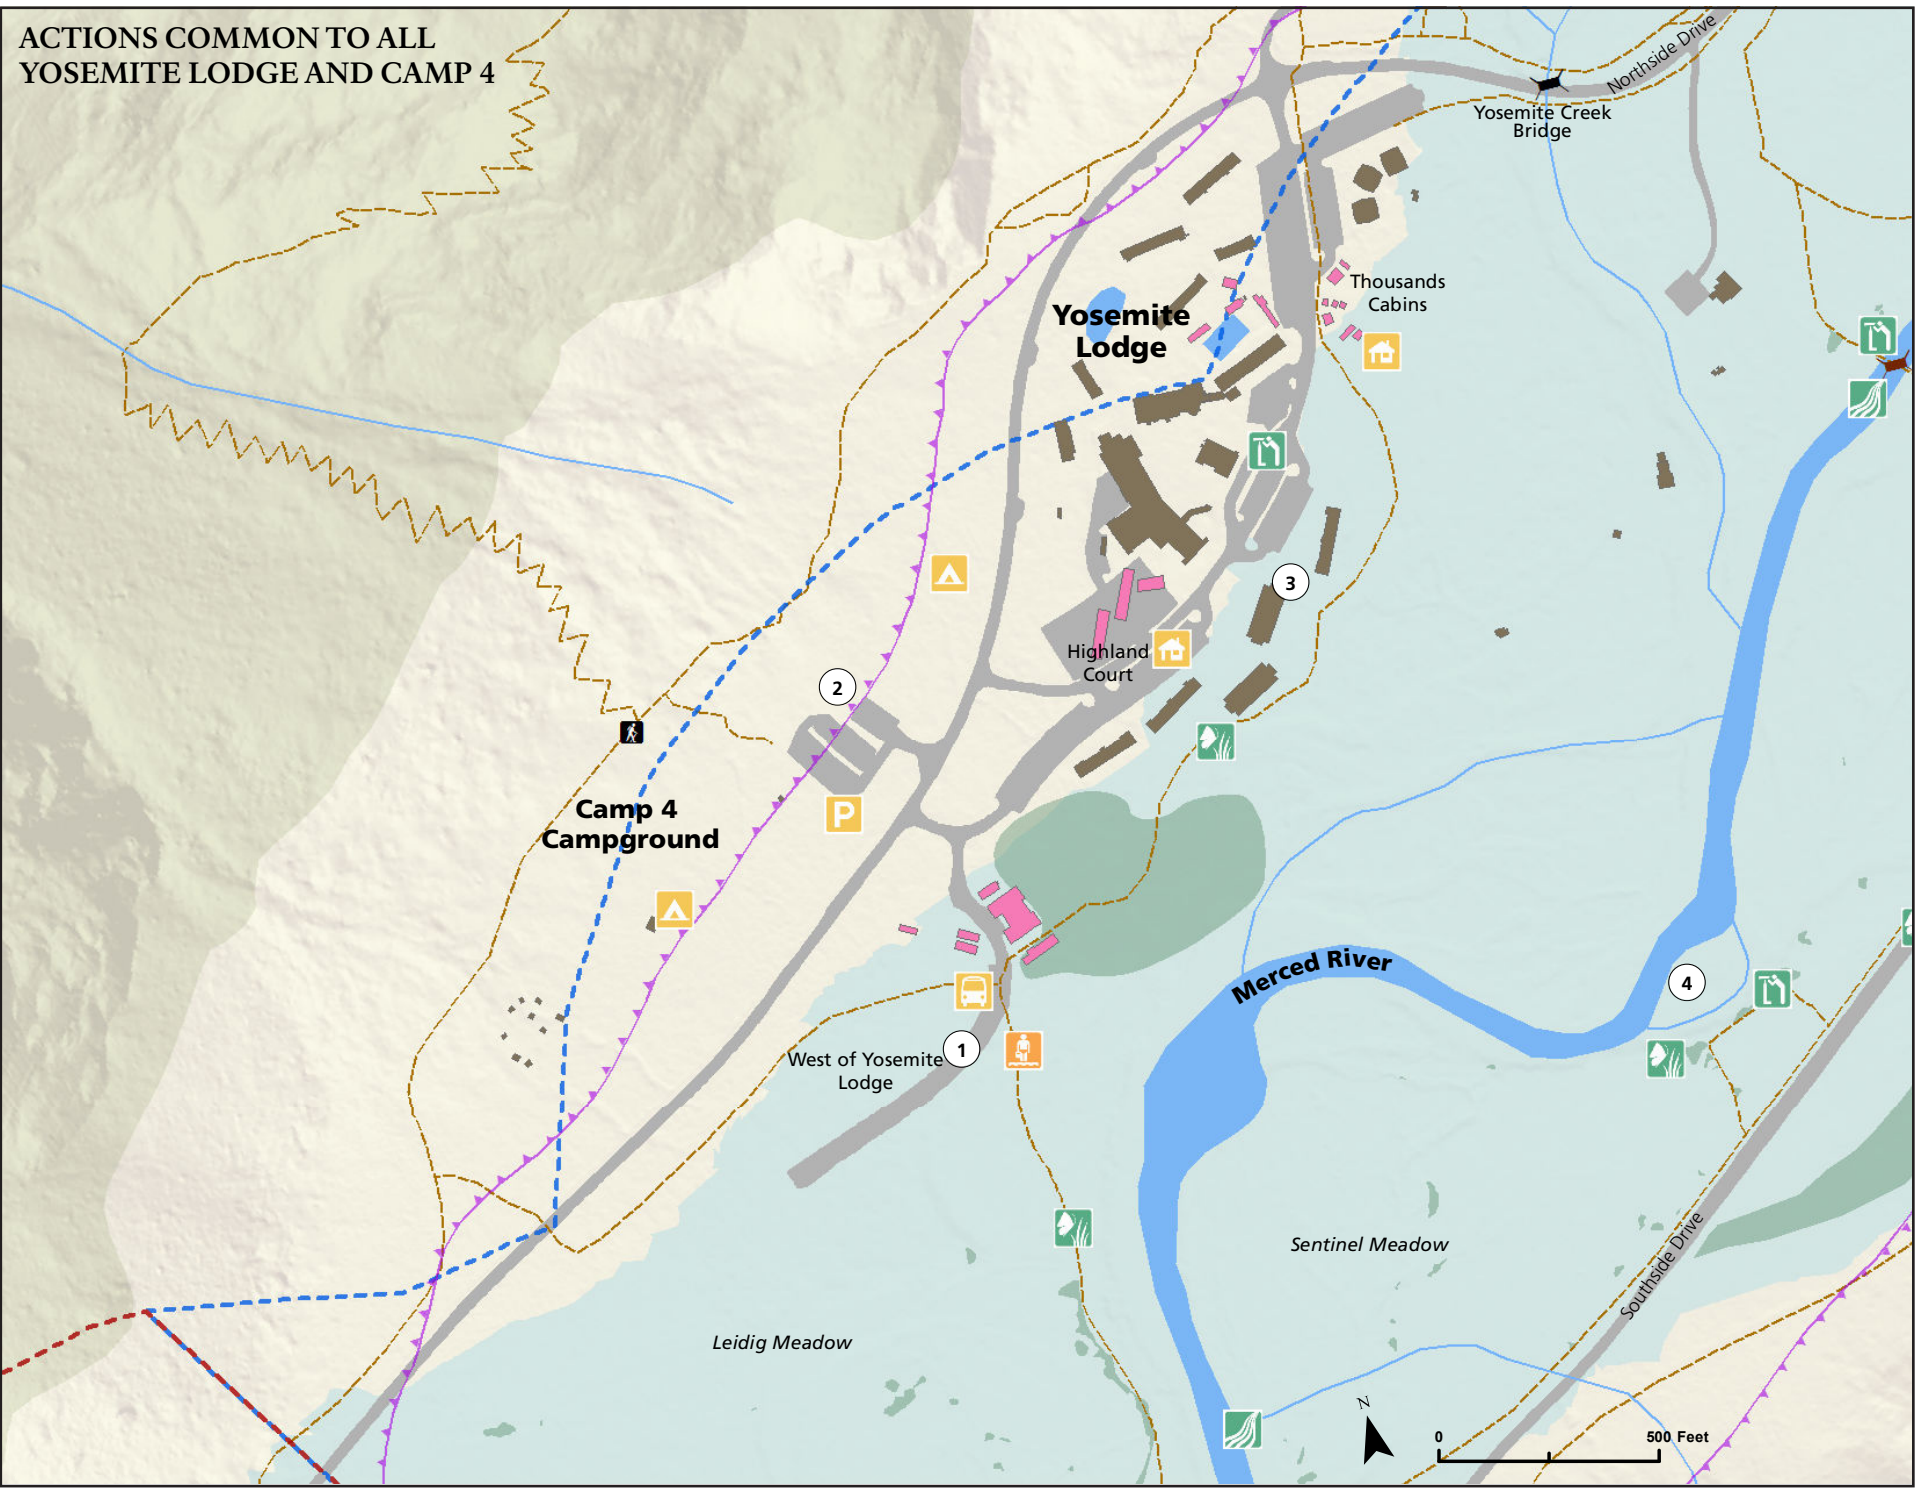 ACTIONS COMMON TO ALL
YOSEMITE LODGE AND CAMP 4
Northside Drive
Yosemite Creek
Bridge
Thousands
Cabins
Yosemite
Lodge
3
Highland
Court
2
P
Camp 4
Campground
Merced River
4
1
West of Yosemite
Lodge
Sentinel Meadow
Southside Drive
Leidig Meadow
N
0
500 Feet